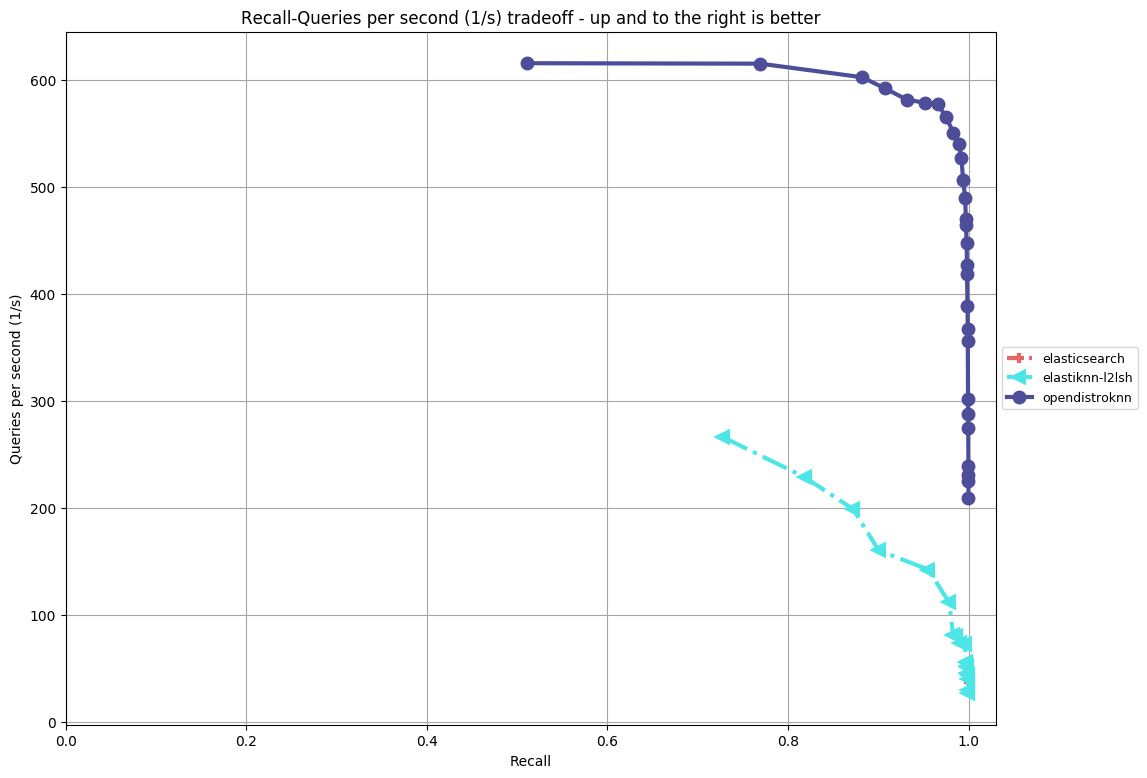 Recall-Queries per second (1/s) tradeoff - up and to the right is better
Queries per second (1/s)
600
500
400
300
200
100
0
0.0
0.2
0.4
0.6
0.8
1.0
Recall
elasticsearch
elastiknn-l2lsh
opendistroknn